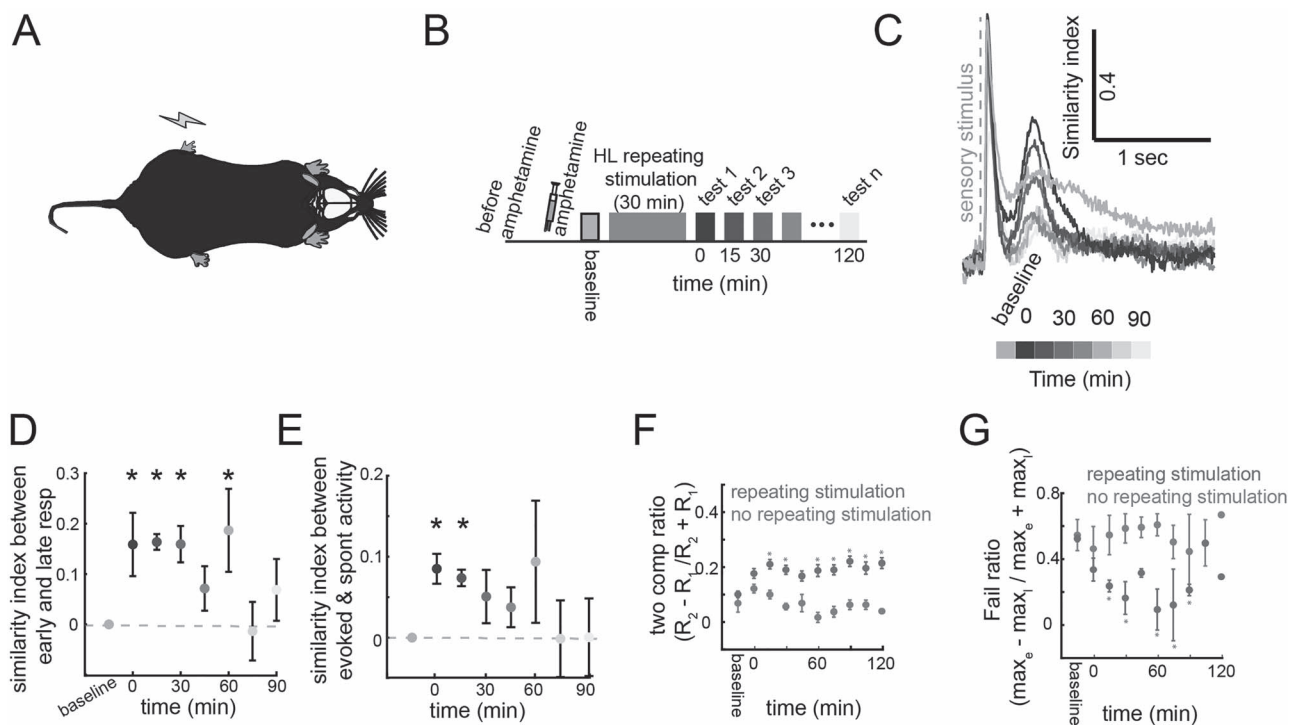 A
B
before
amphetamine
amphetamine
HL repeating
stimulation
(30 min)
test 1
test 2
test 3
test n
0
15
30
120
baseline
time (min)
C
sensory stimulus
Similarity index
0.4
1 sec
baseline
0
30
60
90
Time (min)
D
similarity index between
early and late resp
0.3
0.2
0.1
0
* * * *
baseline
0
30
60
90
time (min)
E
similarity index between
evoked & spont activity
0.2
0.1
0
* *
0
30
60
90
time (min)
F
two comp ratio
(R2 - R1/R2 + R1)
repeating stimulation
no repeating stimulation
0.4
0.2
0
* * * * * * *
baseline
0
60
120
time (min)
G
Fail ratio
(maxe - maxl / maxe + maxl)
repeating stimulation
no repeating stimulation
0.8
0.4
0
* * * * *
baseline
0
60
120
time (min)